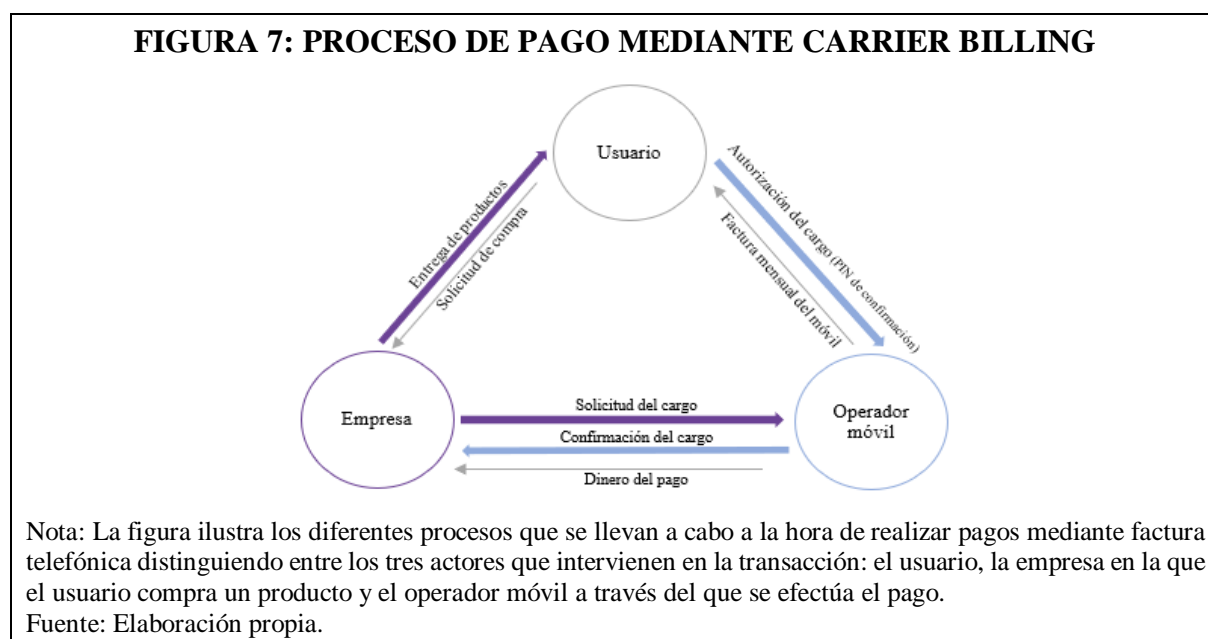 FIGURA 7: PROCESO DE PAGO MEDIANTE CARRIER BILLING
Usuario
Entrega de productos
Solicitud de compra
Autorización del cargo (PIN de confirmación)
Factura mensual del móvil
Empresa
Solicitud del cargo
Confirmación del cargo
Dinero del pago
Operador
móvil
Nota: La figura ilustra los diferentes procesos que se llevan a cabo a la hora de realizar pagos mediante factura
telefónica distinguiendo entre los tres actores que intervienen en la transacción: el usuario, la empresa en la que
el usuario compra un producto y el operador móvil a través del que se efectúa el pago.
Fuente: Elaboración propia.